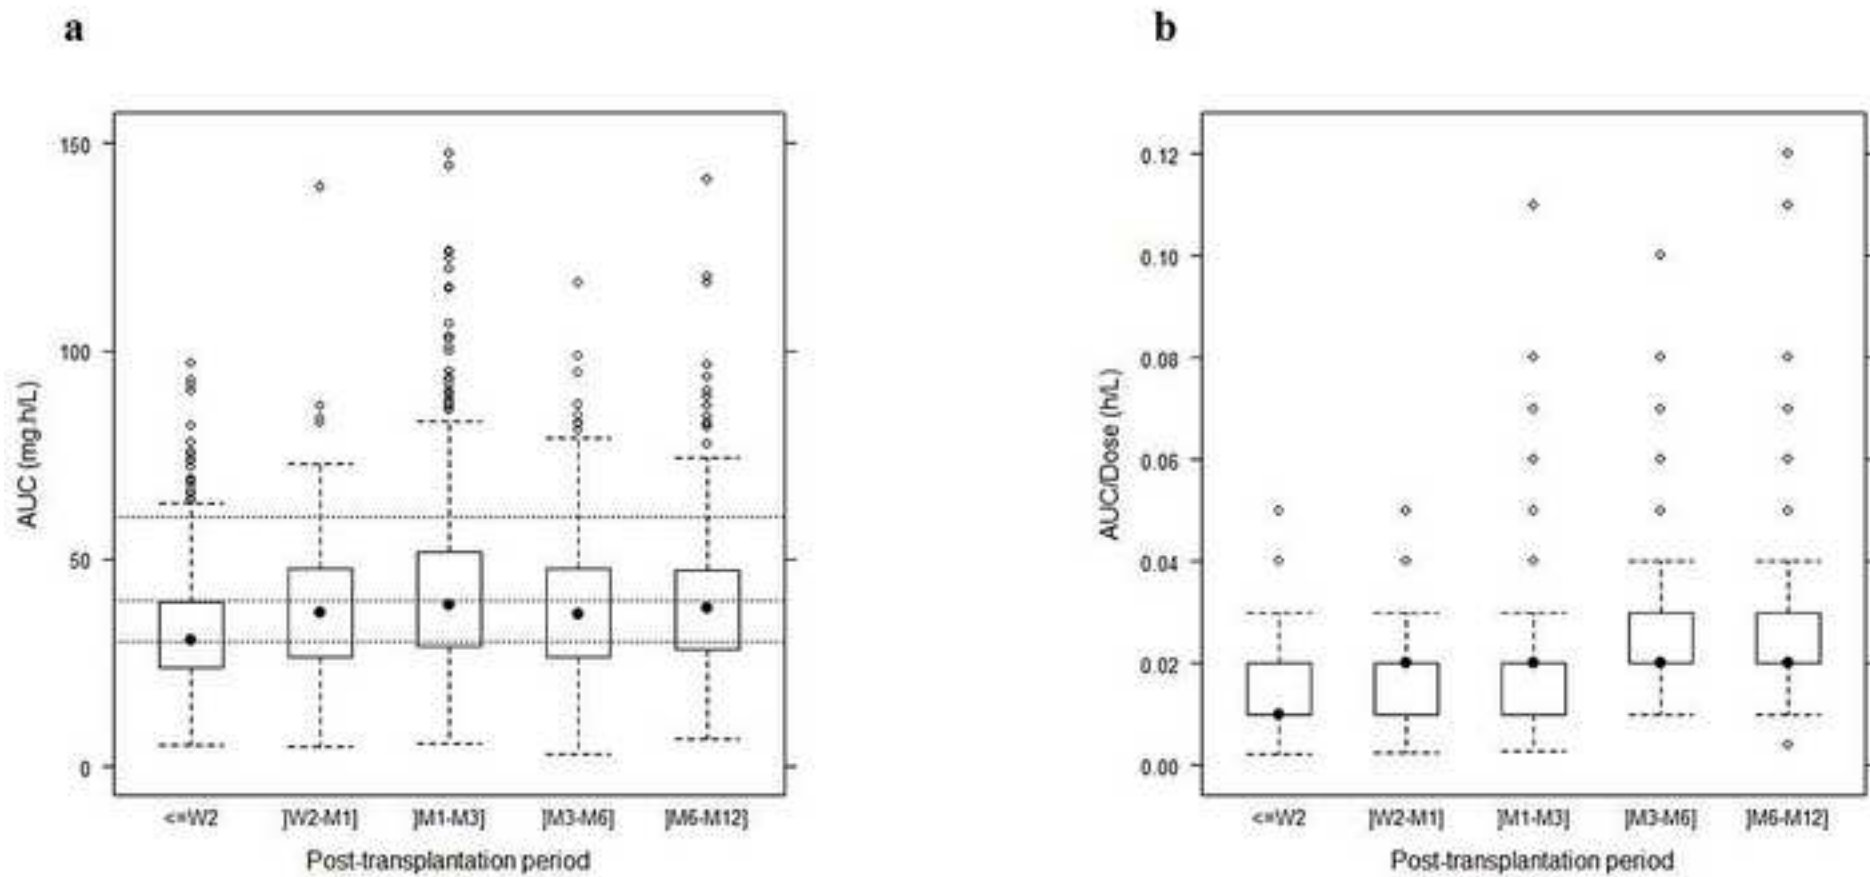 a
150
100
50
0
AUC (mg.h/L)
<=W2 ]W2-M1] ]M1-M3] ]M3-M6] ]M6-M12]
Post-transplantation period
b
0.12
0.10
0.08
0.06
0.04
0.02
0.00
AUC/Dose (h/L)
<=W2 ]W2-M1] ]M1-M3] ]M3-M6] ]M6-M12]
Post-transplantation period